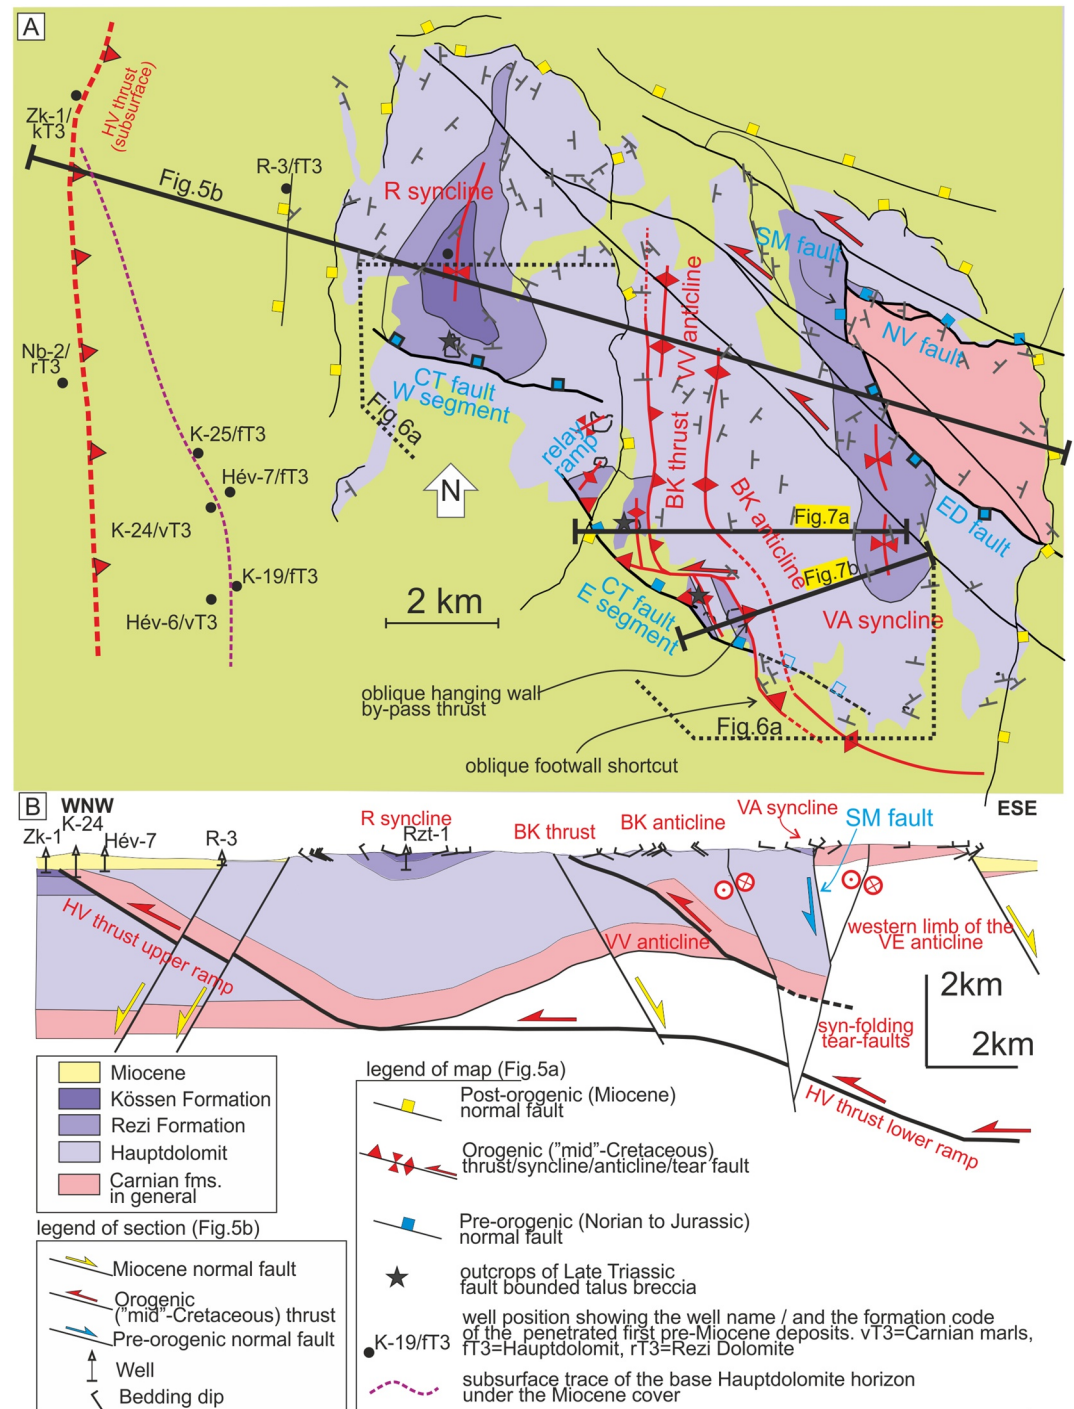 A
HV thrust
(subsurface)
Zk-1/
kT3
R-3/fT3
Fig.5b
R syncline
SM fault
VV anticline
NV fault
Nb-2/
rT3
CT fault
W segment
Fig.6a
relay
ramp
BK thrust
K-25/fT3
Hév-7/fT3
N
BK anticline
Fig.7a
ED fault
K-24/vT3
K-19/fT3
Fig.7b
2 km
CT fault
E segment
Hév-6/vT3
VA syncline
oblique hanging wall
by-pass thrust
Fig.6a
oblique footwall shortcut
B
WNW
ESE
Zk-1
K-24
Hév-7
R-3
R syncline
Rzt-1
BK thrust
BK anticline
VA syncline
SM fault
HV thrust upper ramp
VV anticline
western limb of the
VE anticline
2km
2km
syn-folding
tear-faults
HV thrust lower ramp
Miocene
Kössen Formation
Rezi Formation
Hauptdolomit
Carnian fms.
in general
legend of section (Fig.5b)
Miocene normal fault
Orogenic
("mid"-Cretaceous) thrust
Pre-orogenic normal fault
Well
Bedding dip
legend of map (Fig.5a)
Post-orogenic (Miocene)
normal fault
Orogenic ("mid"-Cretaceous)
thrust/syncline/anticline/tear fault
Pre-orogenic (Norian to Jurassic)
normal fault
outcrops of Late Triassic
fault bounded talus breccia
K-19/fT3
well position showing the well name / and the formation code
of the penetrated first pre-Miocene deposits. vT3=Carnian marls,
fT3=Hauptdolomit, rT3=Rezi Dolomite
subsurface trace of the base Hauptdolomite horizon
under the Miocene cover